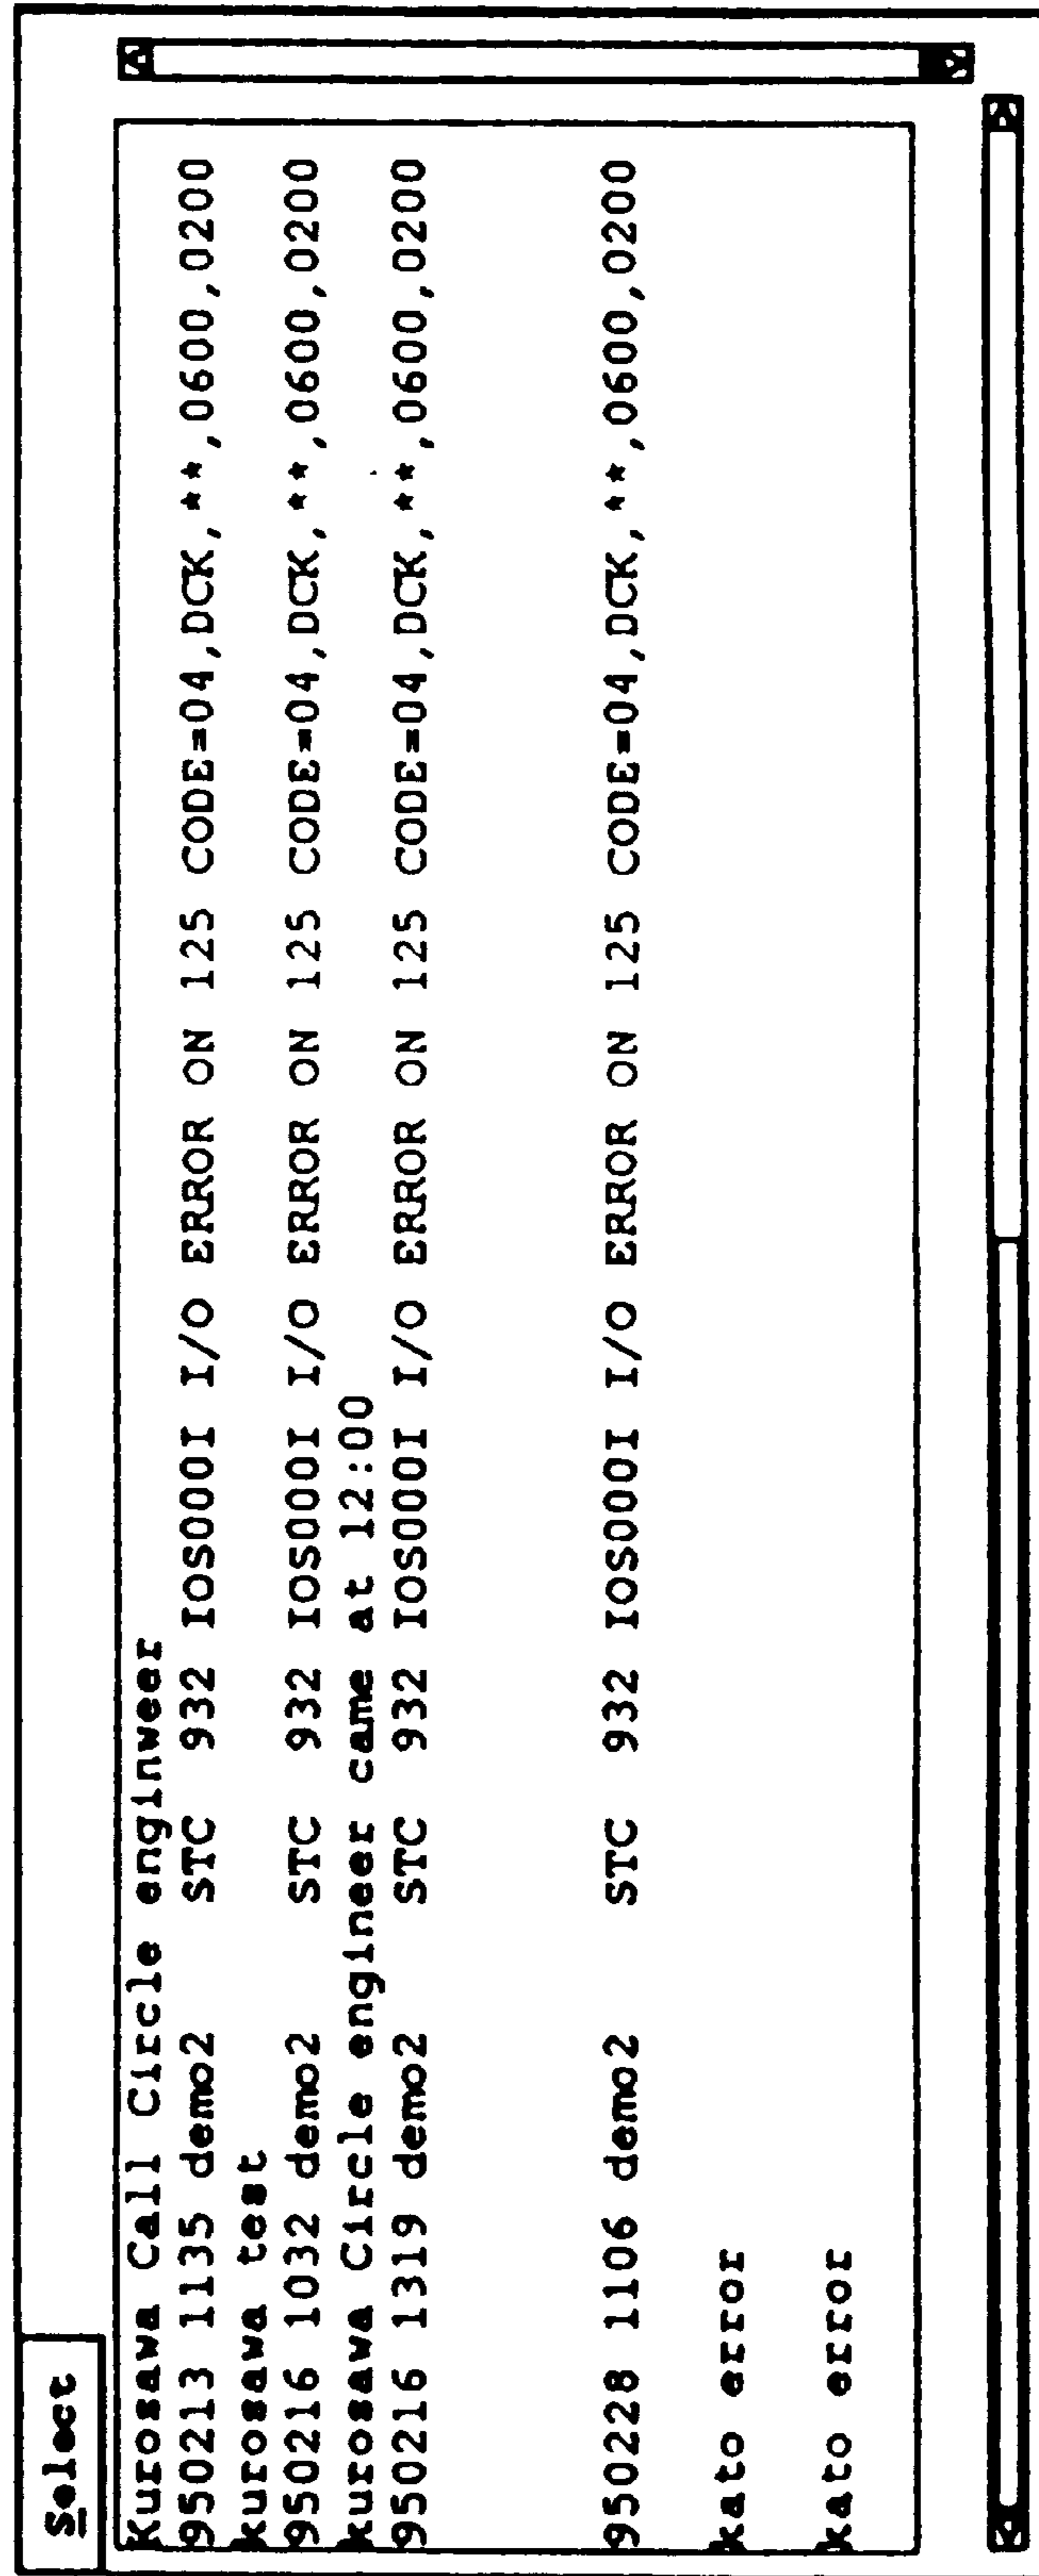 Select
Kurosawa Call Circle enginweer
950213 1135 demo2 STC 932 IOS000I I/O ERROR ON 125 CODE=04,DCK,**,0600,0200
kurosawa test
950216 1032 demo2 STC 932 IOS000I I/O ERROR ON 125 CODE=04,DCK,**,0600,0200
kurosawa Circle engineer came at 12:00
950216 1319 demo2 STC 932 IOS000I I/O ERROR ON 125 CODE=04,DCK,**,0600,0200
950228 1106 demo2 STC 932 IOS000I I/O ERROR ON 125 CODE=04,DCK,**,0600,0200
kato error
kato error